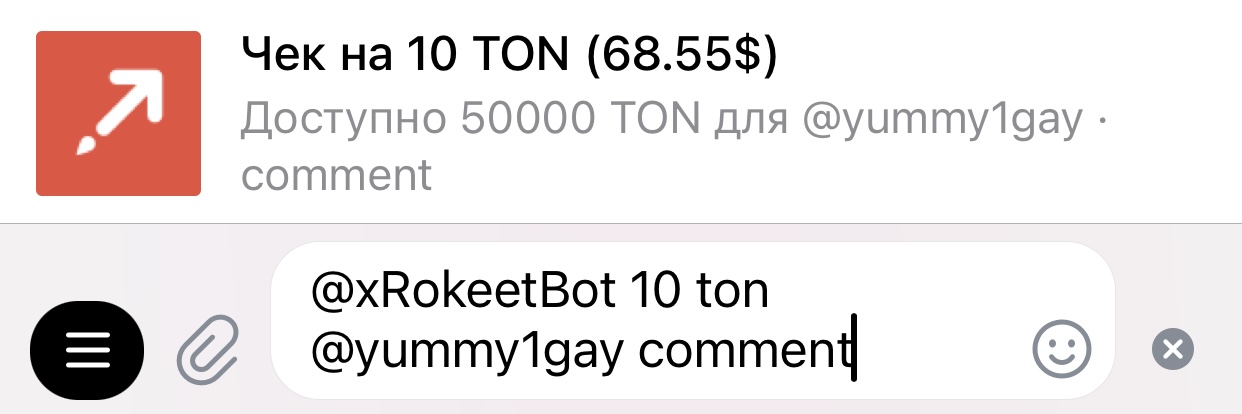 Чек на 10 TON (68.55$)
Доступно 50000 TON для @yummy1gay ·
comment
@xRokeetBot 10 ton
@yummy1gay comment